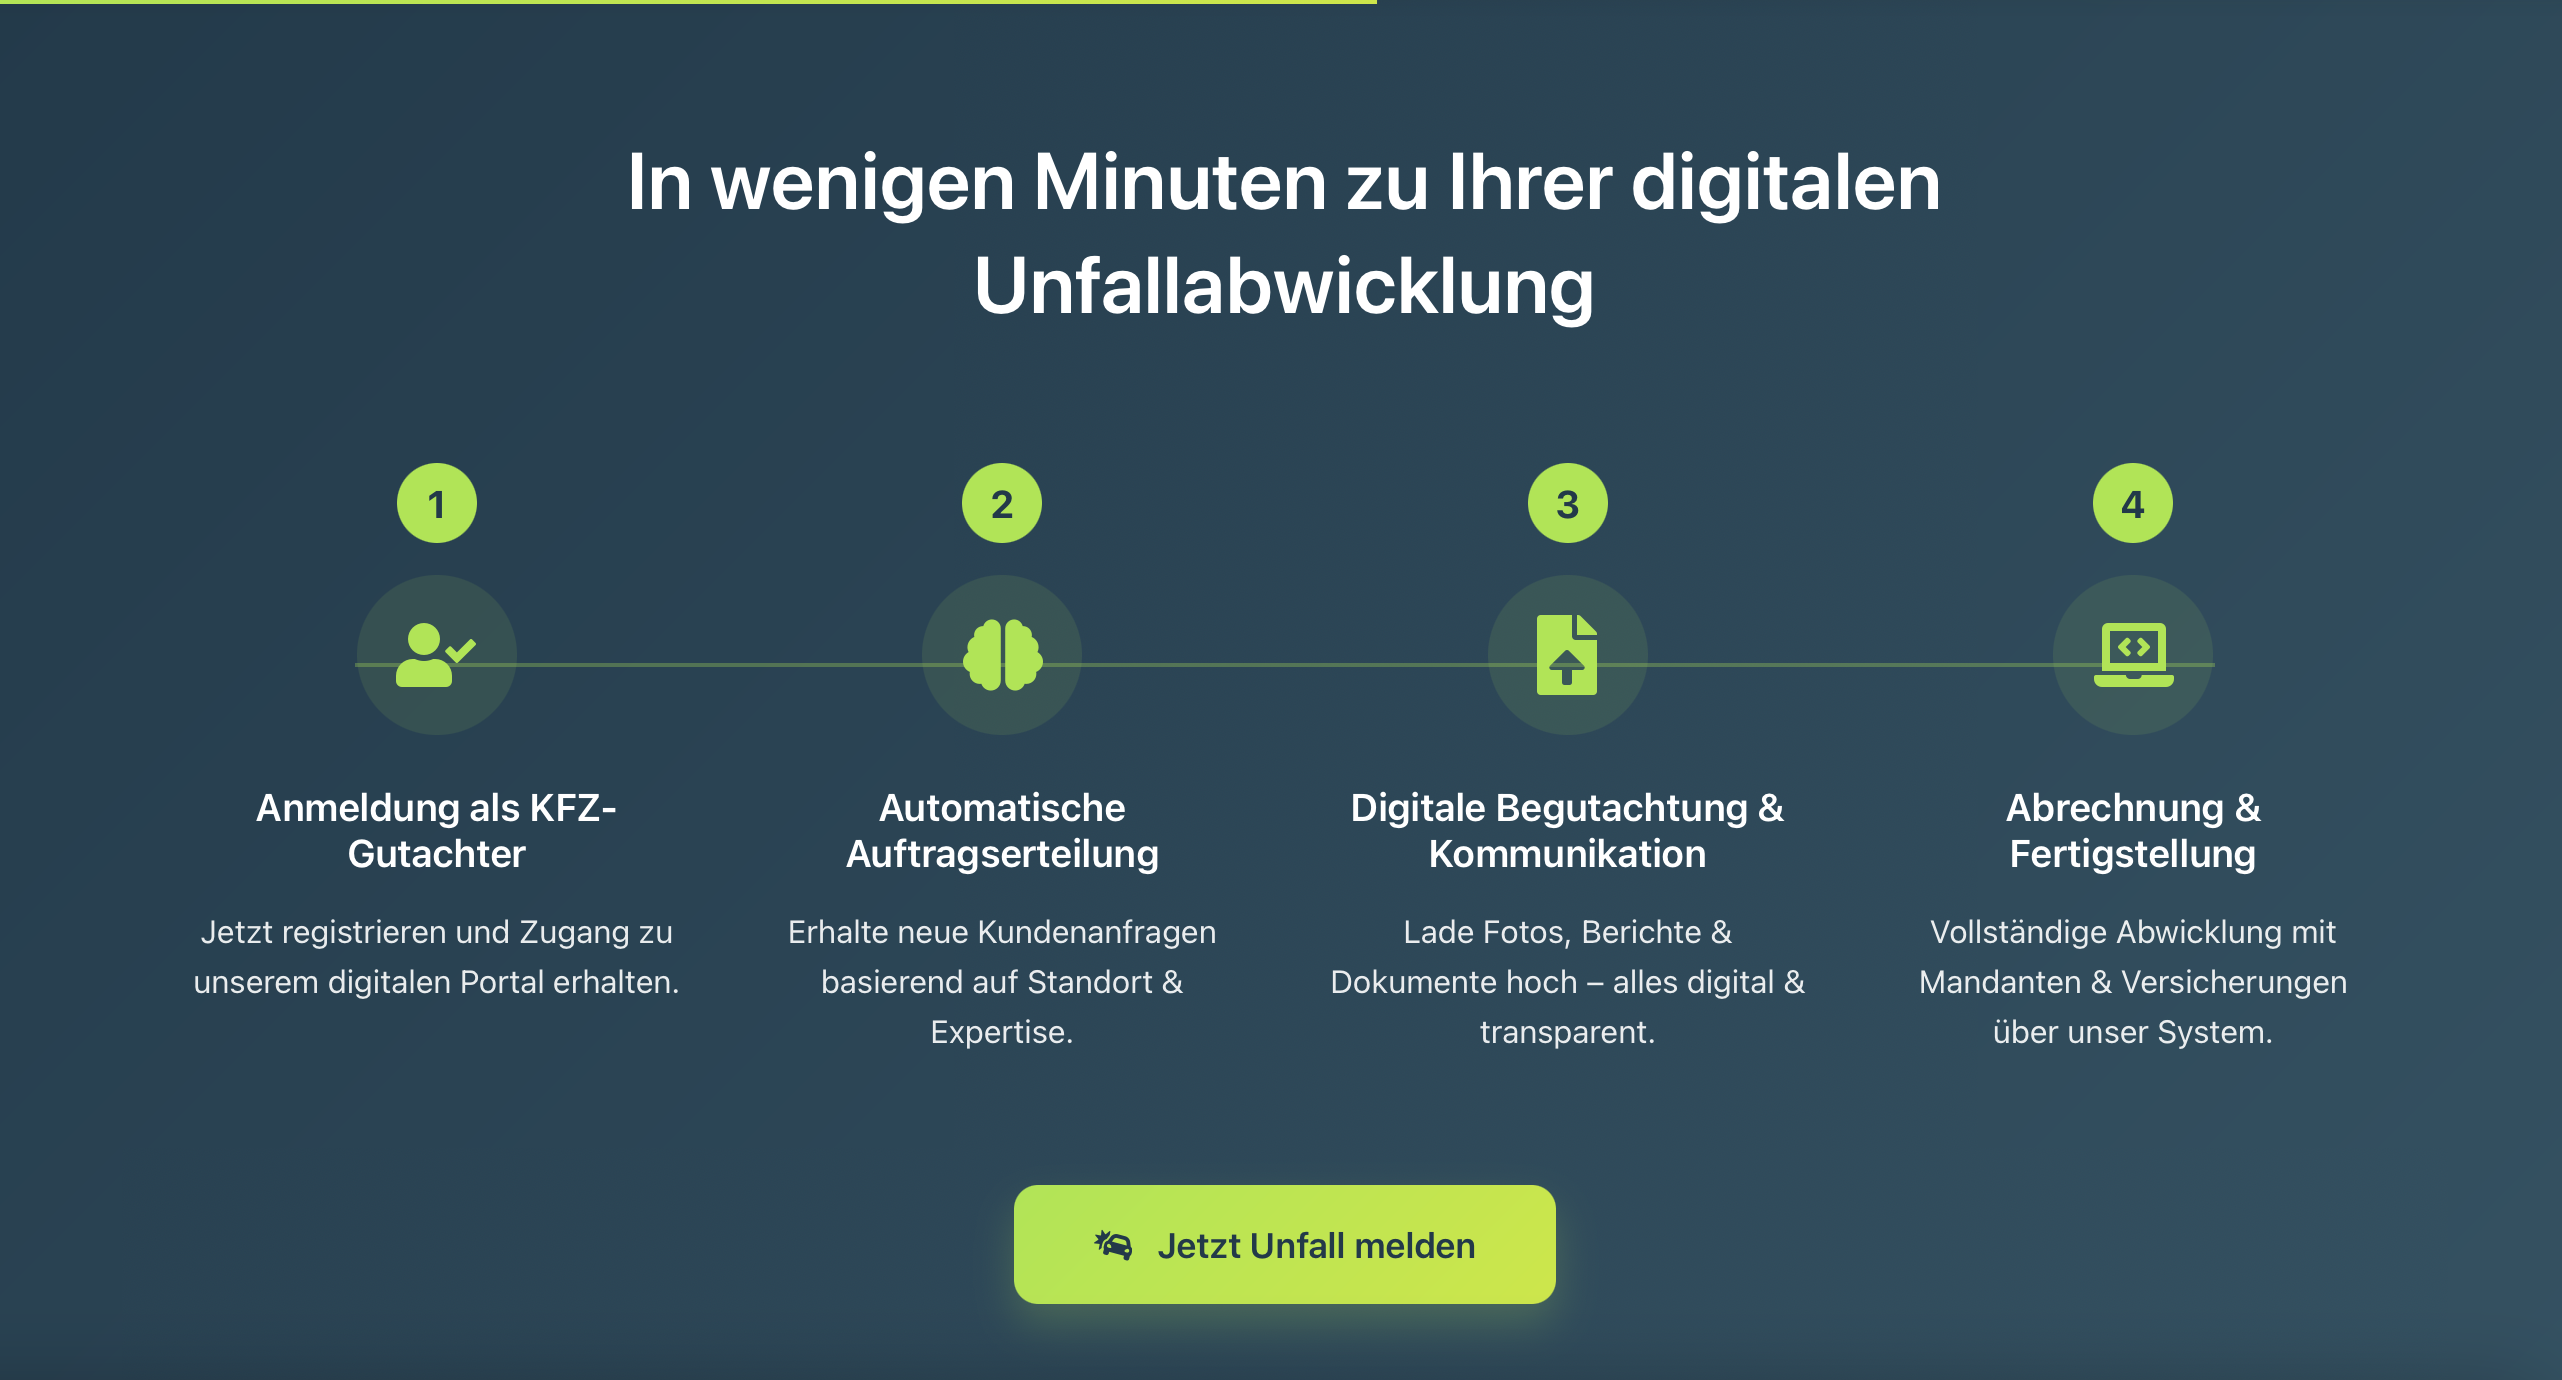 In wenigen Minuten zu Ihrer digitalen
Unfallabwicklung
1
2
3
4
Anmeldung als KFZ-
Gutachter
Jetzt registrieren und Zugang zu
unserem digitalen Portal erhalten.
Automatische
Auftragserteilung
Erhalte neue Kundenanfragen
basierend auf Standort &
Expertise.
Digitale Begutachtung &
Kommunikation
Lade Fotos, Berichte &
Dokumente hoch – alles digital &
transparent.
Abrechnung &
Fertigstellung
Vollständige Abwicklung mit
Mandanten & Versicherungen
über unser System.
Jetzt Unfall melden